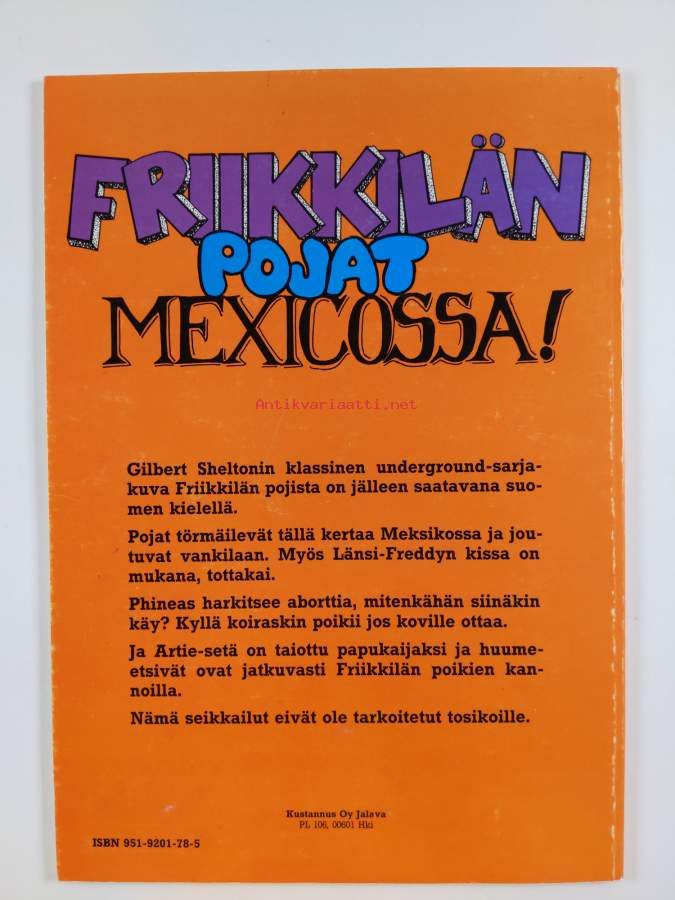 FRIIKKILÄN
POJAT
MEXICOSSA!
Antikvariaatti.net
Gilbert Sheltonin klassinen underground-sarja-
kuva Friikkilän pojista on jälleen saatavana suo-
men kielellä.
Pojat törmäilevät tällä kertaa Meksikossa ja jou-
tuvat vankilaan. Myös Länsi-Freddyn kissa on
mukana, tottakai.
Phineas harkitsee aborttia, mitenkähän siinäkin
käy? Kyllä koiraskin poikii jos koville ottaa.
Ja Artie-setä on taiottu papukaijaksi ja huume-
etsivät ovat jatkuvasti Friikkilän poikien kan-
noilla.
Nämä seikkailut eivät ole tarkoitetut tosikoille.
Kustannus Oy Jalava
PL 106, 00601 Hki
ISBN 951-9201-78-5